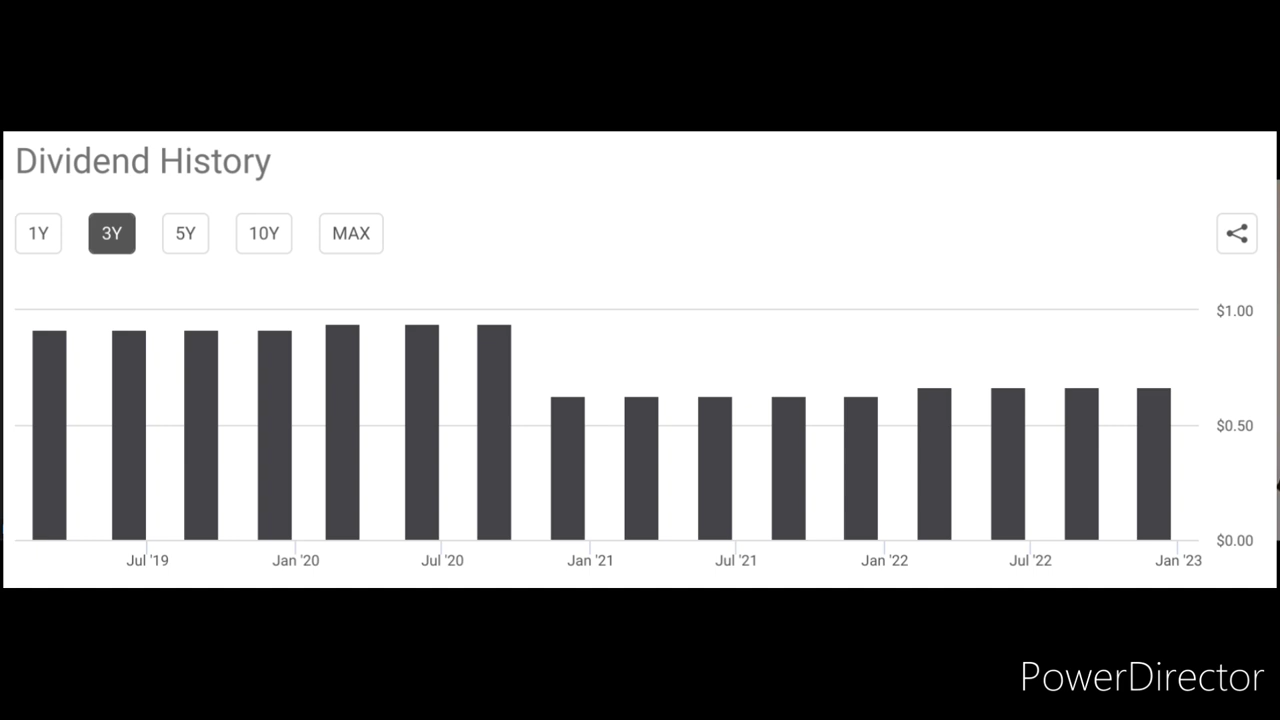 Dividend History
1Y 3Y 5Y 10Y MAX
$1.00
$0.50
$0.00
Jul '19 Jan '20 Jul '20 Jan '21 Jul '21 Jan '22 Jul '22 Jan '23
PowerDirector